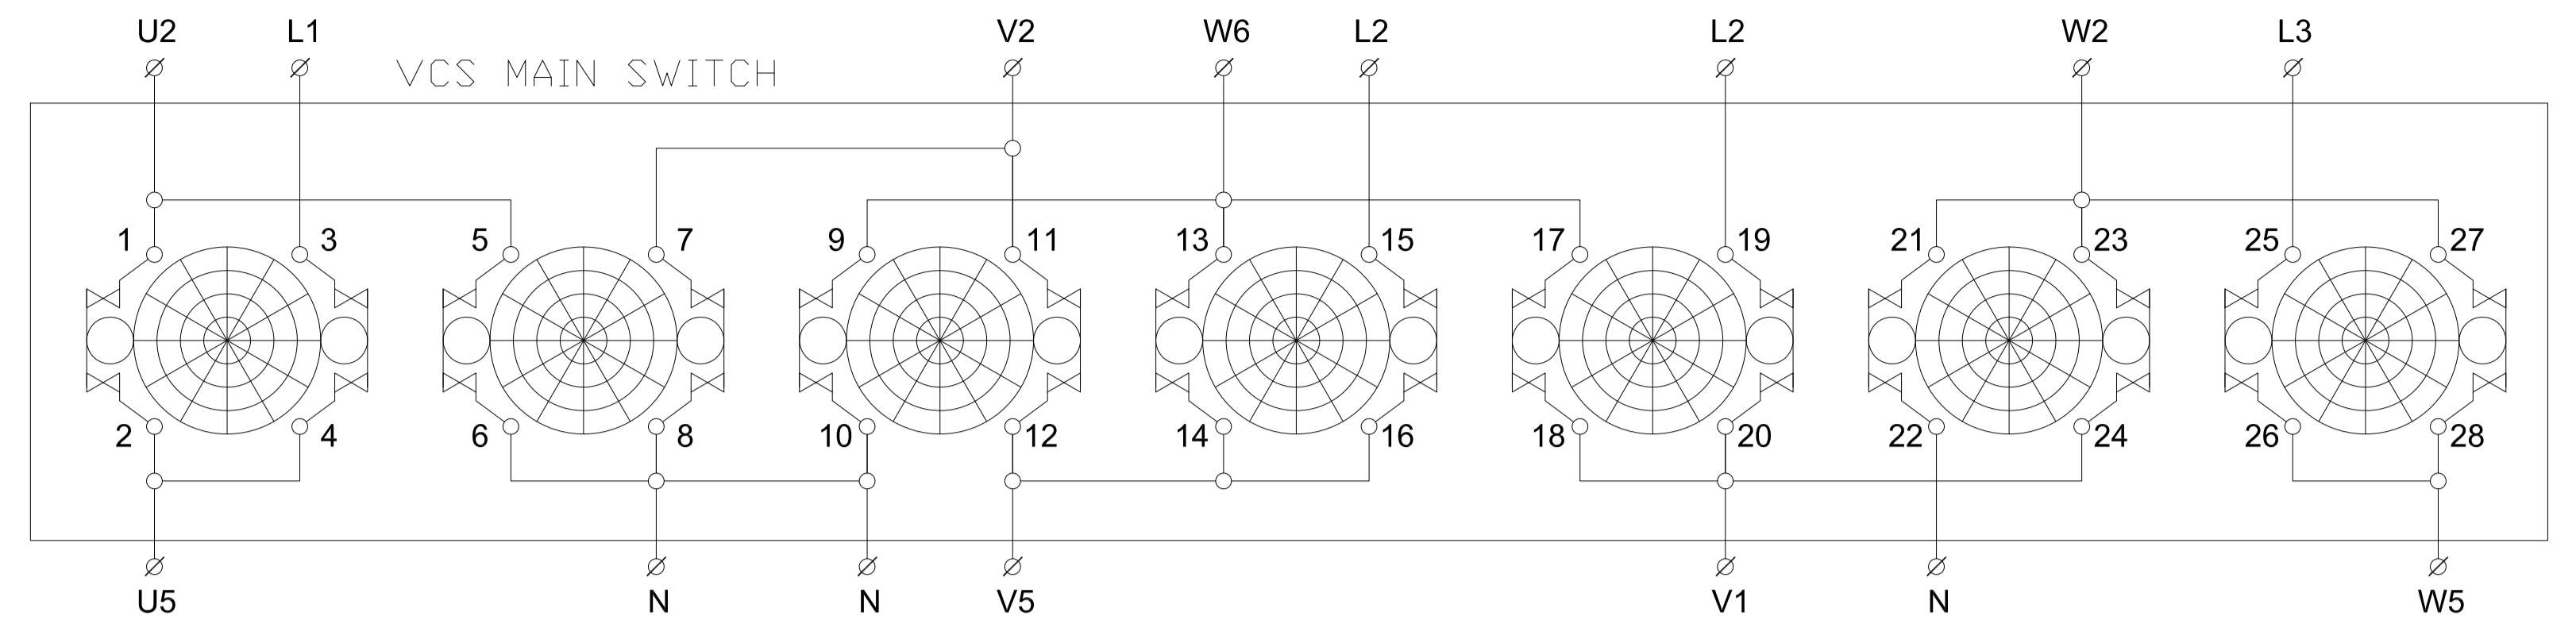 U2 L1 V2 W6 L2 L2 W2 L3
VCS MAIN SWITCH
1 3 5 7 9 11 13 15 17 19 21 23 25 27
2 4 6 8 10 12 14 16 18 20 22 24 26 28
U5 N N V5 V1 N W5